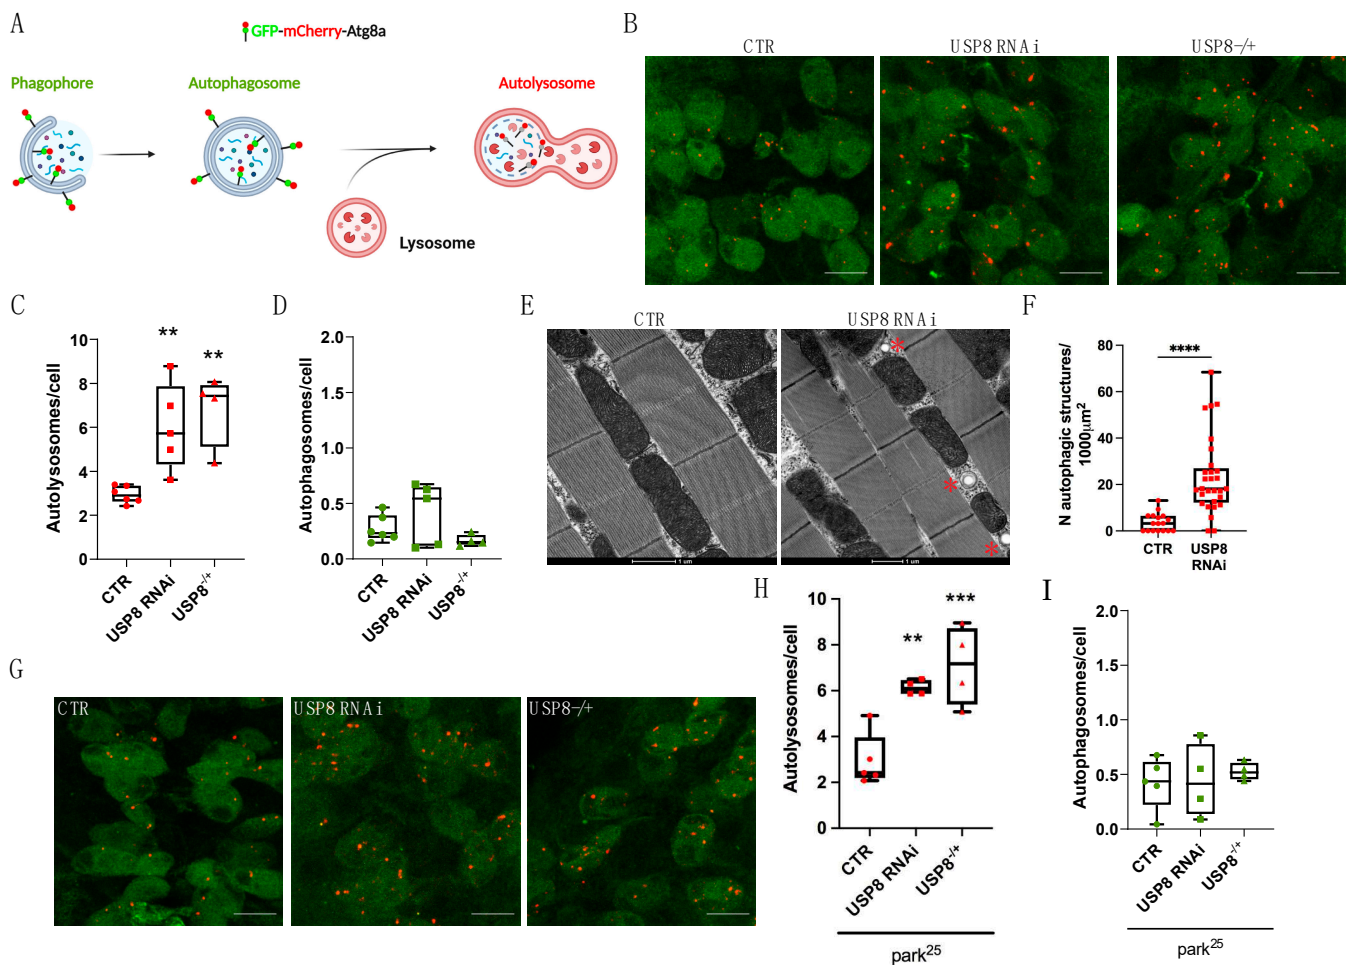 A
GFP-mCherry-Atg8a
Phagophore
Autophagosome
Autolysosome
Lysosome
B
CTR
USP8 RNAi
USP8-/+
C
Autolysosomes/cell
10
8
6
4
2
0
**
**
CTR
USP8 RNAi
USP8-/+
D
Autophagosomes/cell
2.0
1.5
1.0
0.5
0.0
CTR
USP8 RNAi
USP8-/+
E
CTR
USP8 RNAi
*
*
*
1 um
1 um
F
N autophagic structures/
1000μm2
80
60
40
20
0
****
CTR
USP8
RNAi
G
CTR
USP8 RNAi
USP8-/+
H
Autolysosomes/cell
10
8
6
4
2
0
**
***
CTR
USP8 RNAi
USP8-/+
park25
I
Autophagosomes/cell
2.0
1.5
1.0
0.5
0.0
CTR
USP8 RNAi
USP8-/+
park25